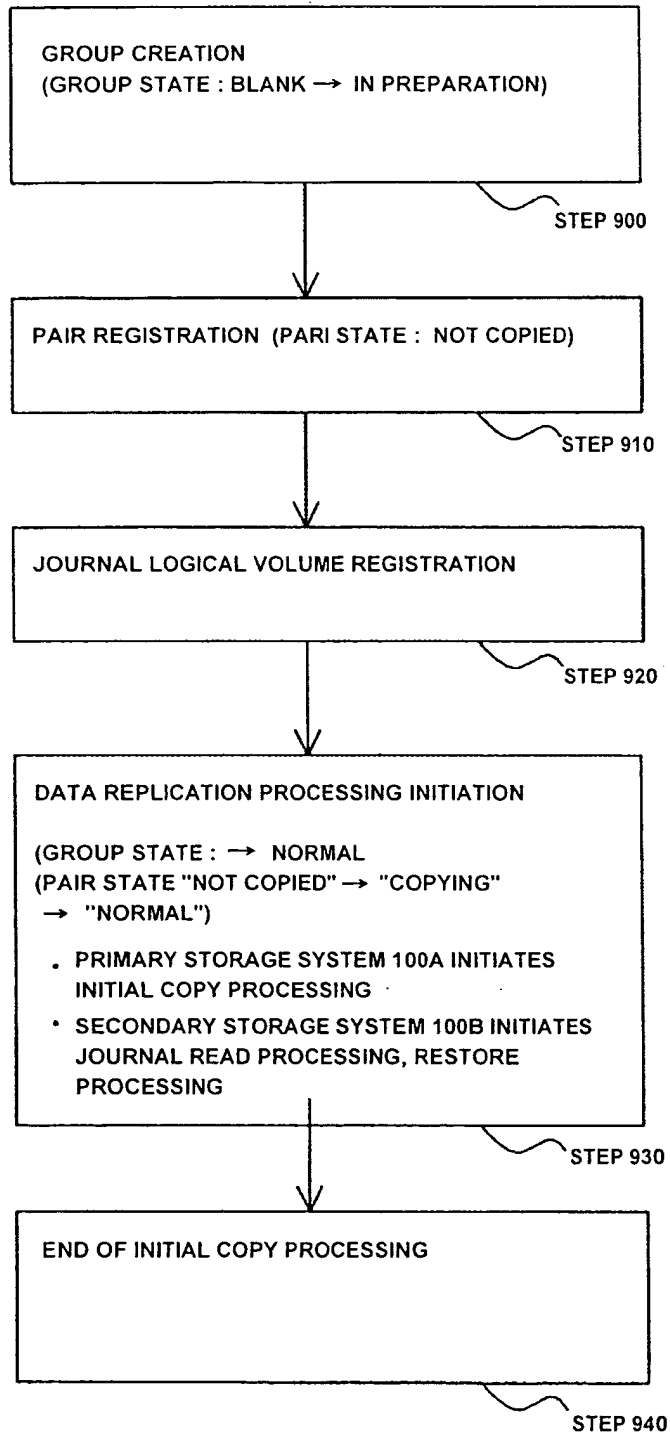 GROUP CREATION
(GROUP STATE : BLANK → IN PREPARATION)
STEP 900
PAIR REGISTRATION (PARI STATE : NOT COPIED)
STEP 910
JOURNAL LOGICAL VOLUME REGISTRATION
STEP 920
DATA REPLICATION PROCESSING INITIATION
(GROUP STATE : → NORMAL
(PAIR STATE "NOT COPIED" → "COPYING"
→ "NORMAL")
• PRIMARY STORAGE SYSTEM 100A INITIATES
INITIAL COPY PROCESSING
• SECONDARY STORAGE SYSTEM 100B INITIATES
JOURNAL READ PROCESSING, RESTORE
PROCESSING
STEP 930
END OF INITIAL COPY PROCESSING
STEP 940